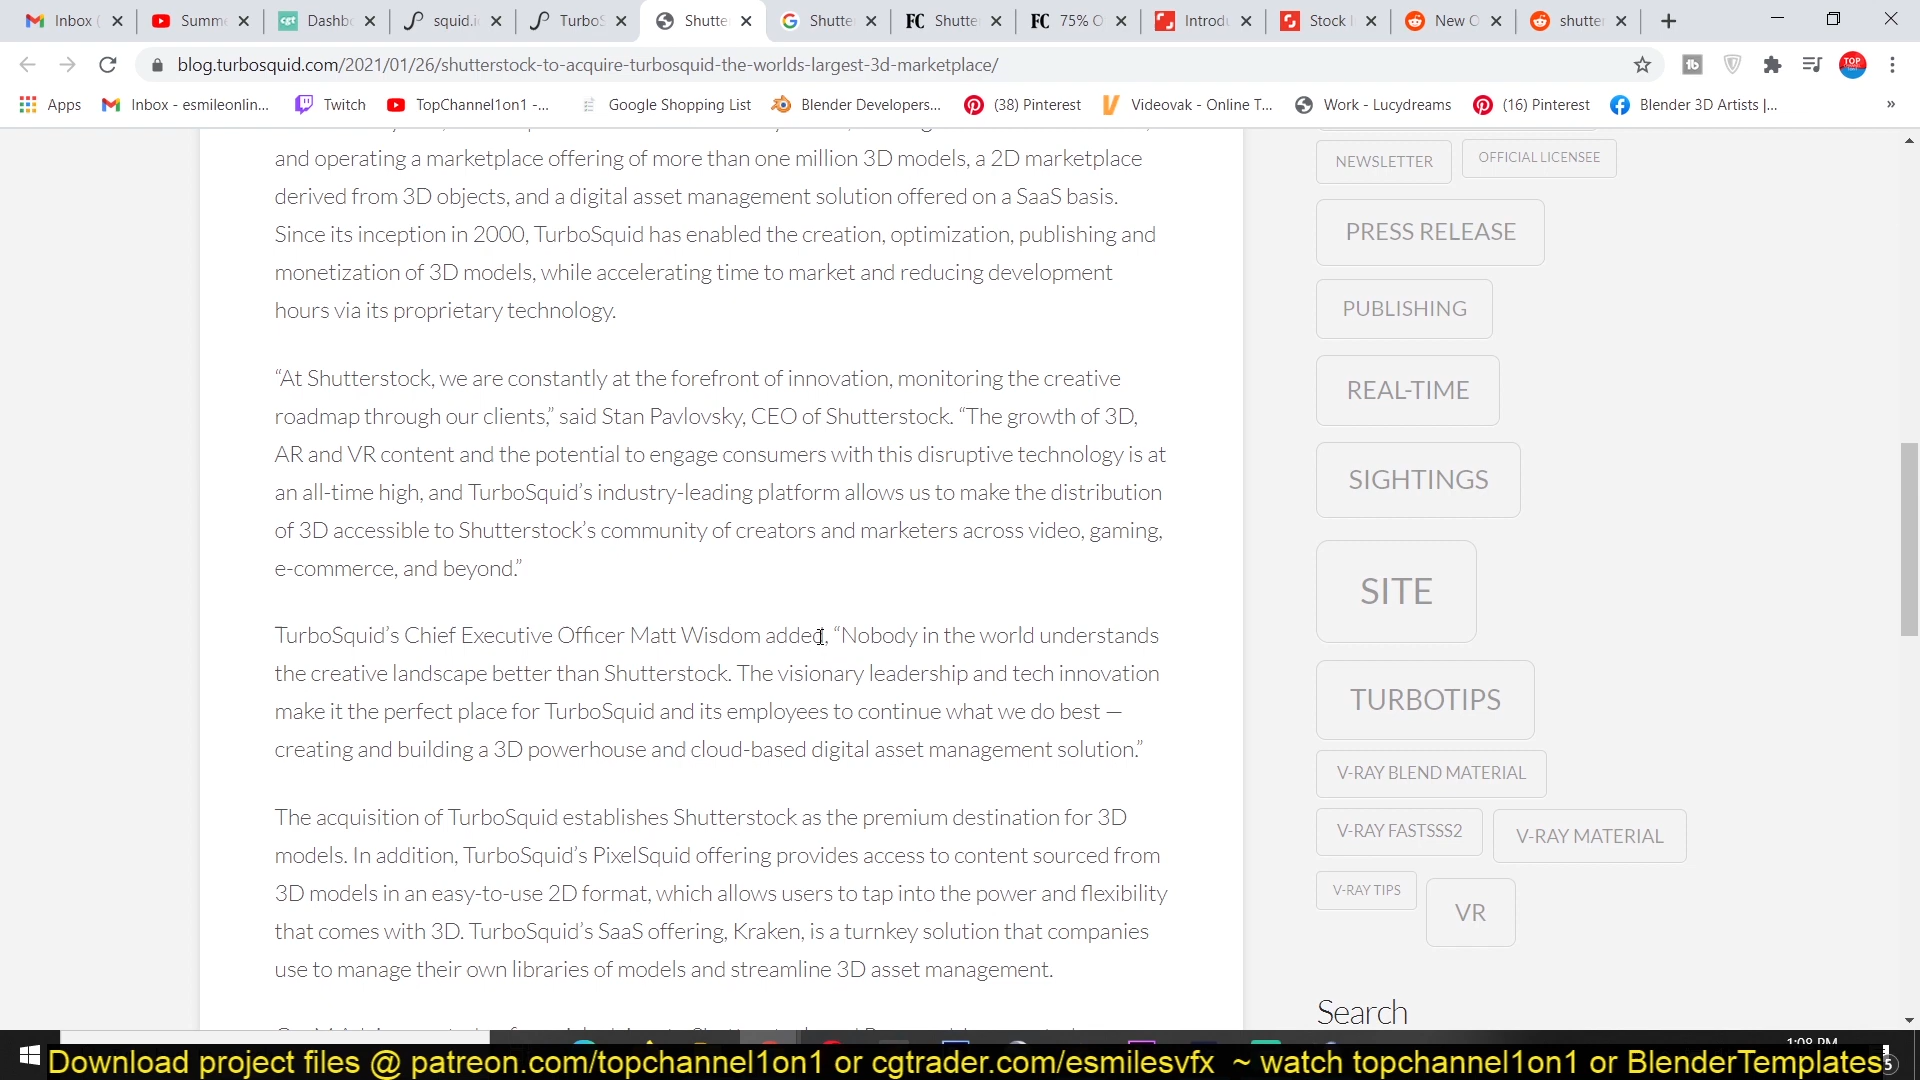 Inbox (
Summ
Dashb
squid.i
TurboS
Shutte
Shutte
FC Shutte
FC 75% O
Introdu
Stock
New O
shutte
blog.turbosquid.com/2021/01/26/shutterstock-to-acquire-turbosquid-the-worlds-largest-3d-marketplace/
TOP
Apps
Inbox - esmileonlin...
Twitch
TopChannel1on1 -...
Google Shopping List
Blender Developers...
(38) Pinterest
Videovak - Online T...
Work - Lucydreams
(16) Pinterest
Blender 3D Artists |...
»
and operating a marketplace offering of more than one million 3D models, a 2D marketplace
derived from 3D objects, and a digital asset management solution offered on a SaaS basis.
Since its inception in 2000, TurboSquid has enabled the creation, optimization, publishing and
monetization of 3D models, while accelerating time to market and reducing development
hours via its proprietary technology.
“At Shutterstock, we are constantly at the forefront of innovation, monitoring the creative
roadmap through our clients,” said Stan Pavlovsky, CEO of Shutterstock. “The growth of 3D,
AR and VR content and the potential to engage consumers with this disruptive technology is at
an all-time high, and TurboSquid’s industry-leading platform allows us to make the distribution
of 3D accessible to Shutterstock’s community of creators and marketers across video, gaming,
e-commerce, and beyond.”
TurboSquid’s Chief Executive Officer Matt Wisdom added, “Nobody in the world understands
the creative landscape better than Shutterstock. The visionary leadership and tech innovation
make it the perfect place for TurboSquid and its employees to continue what we do best —
creating and building a 3D powerhouse and cloud-based digital asset management solution.”
The acquisition of TurboSquid establishes Shutterstock as the premium destination for 3D
models. In addition, TurboSquid’s PixelSquid offering provides access to content sourced from
3D models in an easy-to-use 2D format, which allows users to tap into the power and flexibility
that comes with 3D. TurboSquid’s SaaS offering, Kraken, is a turnkey solution that companies
use to manage their own libraries of models and streamline 3D asset management.
NEWSLETTER
OFFICIAL LICENSEE
PRESS RELEASE
PUBLISHING
REAL-TIME
SIGHTINGS
SITE
TURBOTIPS
V-RAY BLEND MATERIAL
V-RAY FASTSSS2
V-RAY MATERIAL
V-RAY TIPS
VR
Search
1:08 PM
Download project files @ patreon.com/topchannel1on1 or cgtrader.com/esmilesvfx ~ watch topchannel1on1 or BlenderTemplates